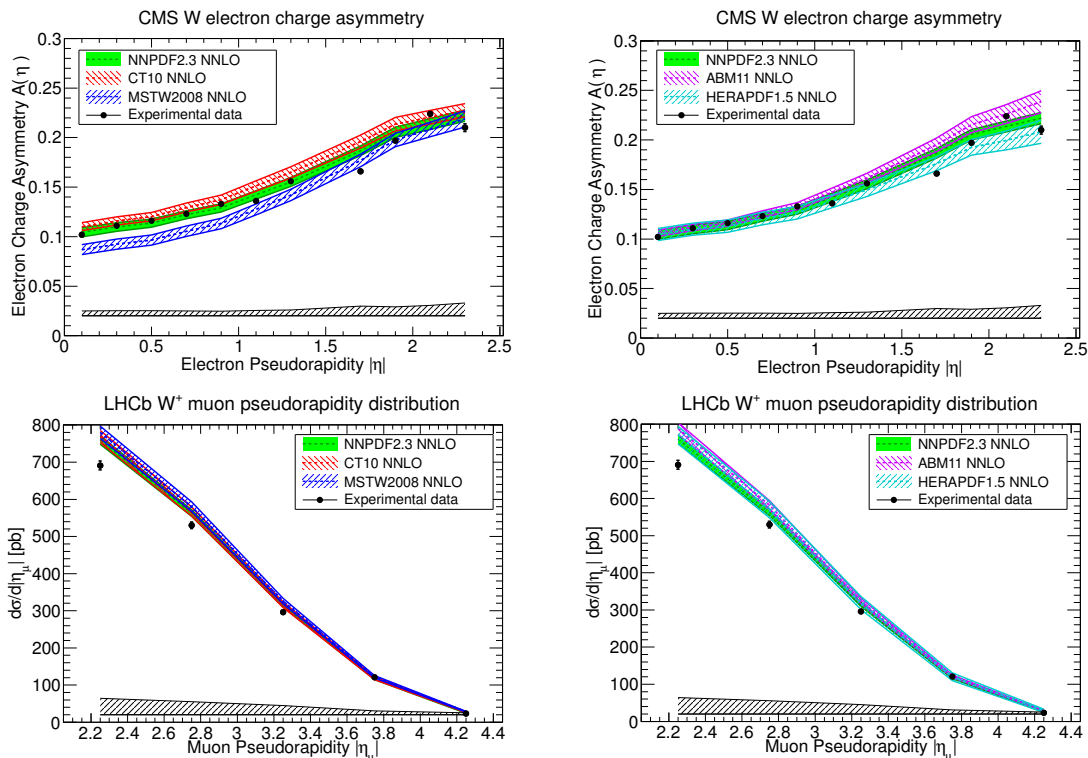 CMS W electron charge asymmetry
Electron Charge Asymmetry A(η)
0.3
0.25
0.2
0.15
0.1
0.05
0
NNPDF2.3 NNLO
CT10 NNLO
MSTW2008 NNLO
Experimental data
0 0.5 1 1.5 2 2.5
Electron Pseudorapidity |η|
CMS W electron charge asymmetry
Electron Charge Asymmetry A(η)
0.3
0.25
0.2
0.15
0.1
0.05
0
NNPDF2.3 NNLO
ABM11 NNLO
HERAPDF1.5 NNLO
Experimental data
0 0.5 1 1.5 2 2.5
Electron Pseudorapidity |η|
LHCb W⁺ muon pseudorapidity distribution
dσ/d|η_μ| [pb]
800
700
600
500
400
300
200
100
0
NNPDF2.3 NNLO
CT10 NNLO
MSTW2008 NNLO
Experimental data
2.2 2.4 2.6 2.8 3 3.2 3.4 3.6 3.8 4 4.2 4.4
Muon Pseudorapidity |η_μ|
LHCb W⁺ muon pseudorapidity distribution
dσ/d|η_μ| [pb]
800
700
600
500
400
300
200
100
0
NNPDF2.3 NNLO
ABM11 NNLO
HERAPDF1.5 NNLO
Experimental data
2.2 2.4 2.6 2.8 3 3.2 3.4 3.6 3.8 4 4.2 4.4
Muon Pseudorapidity |η_μ|